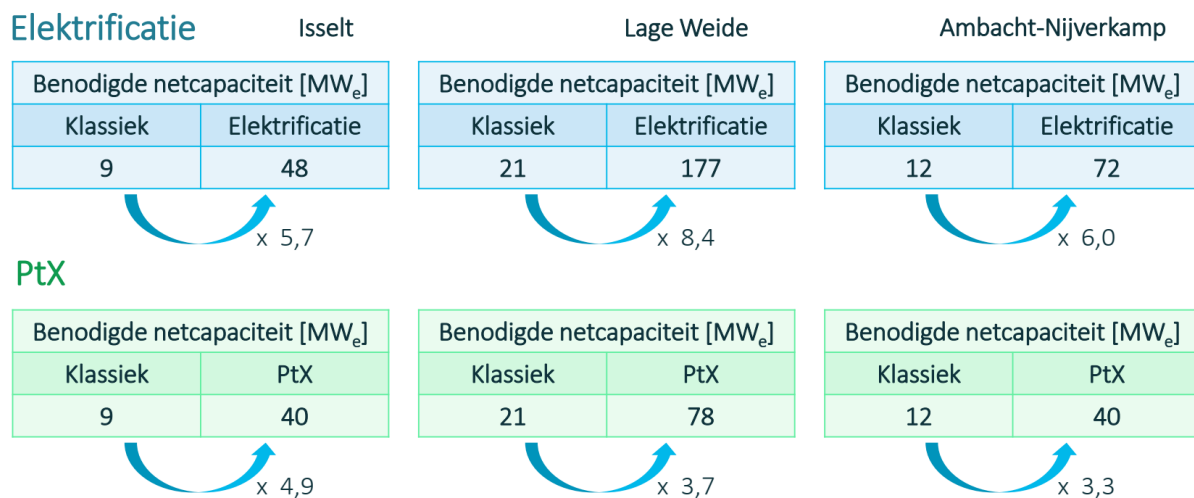 Elektrificatie Isselt Lage Weide Ambacht-Nijverkamp
Benodigde netcapaciteit [MWe] Benodigde netcapaciteit [MWe] Benodigde netcapaciteit [MWe]
Klassiek Elektrificatie Klassiek Elektrificatie Klassiek Elektrificatie
9 48 21 177 12 72
x 5,7 x 8,4 x 6,0
PtX
Benodigde netcapaciteit [MWe] Benodigde netcapaciteit [MWe] Benodigde netcapaciteit [MWe]
Klassiek PtX Klassiek PtX Klassiek PtX
9 40 21 78 12 40
x 4,9 x 3,7 x 3,3